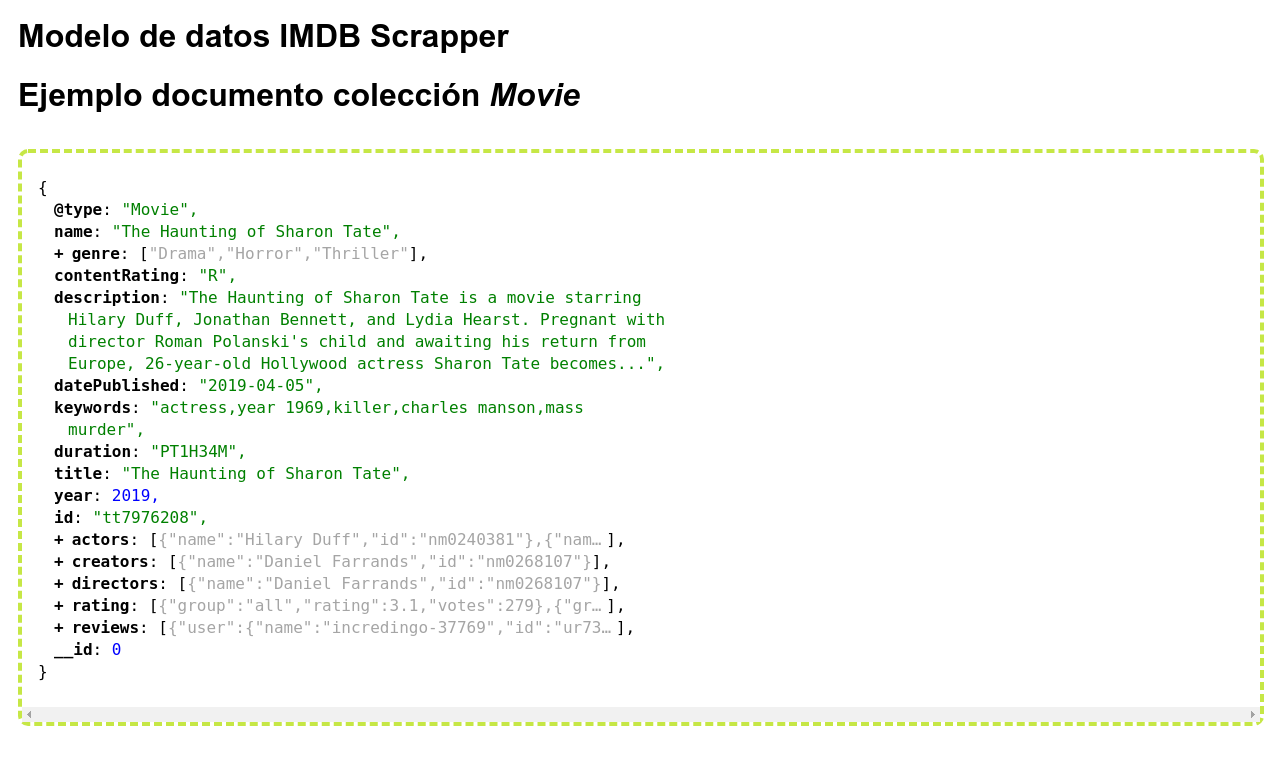 Modelo de datos IMDB Scrapper
Ejemplo documento colección Movie
{
@type: "Movie",
name: "The Haunting of Sharon Tate",
+ genre: ["Drama","Horror","Thriller"],
contentRating: "R",
description: "The Haunting of Sharon Tate is a movie starring
Hilary Duff, Jonathan Bennett, and Lydia Hearst. Pregnant with
director Roman Polanski's child and awaiting his return from
Europe, 26-year-old Hollywood actress Sharon Tate becomes...",
datePublished: "2019-04-05",
keywords: "actress,year 1969,killer,charles manson,mass
murder",
duration: "PT1H34M",
title: "The Haunting of Sharon Tate",
year: 2019,
id: "tt7976208",
+ actors: [{"name":"Hilary Duff","id":"nm0240381"},{"nam… ],
+ creators: [{"name":"Daniel Farrands","id":"nm0268107"}],
+ directors: [{"name":"Daniel Farrands","id":"nm0268107"}],
+ rating: [{"group":"all","rating":3.1,"votes":279},{"gr… ],
+ reviews: [{"user":{"name":"incredingo-37769","id":"ur73… ],
__id: 0
}